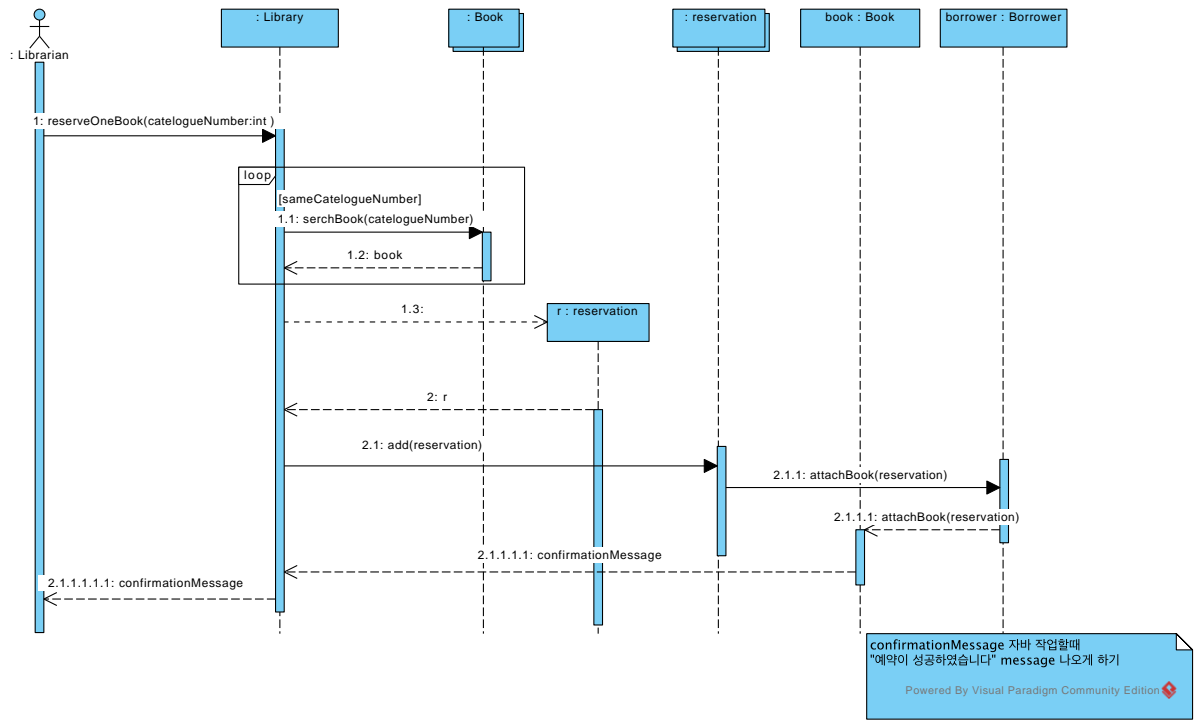 : Librarian
: Library
: Book
: reservation
book : Book
borrower : Borrower
1: reserveOneBook(catelogueNumber:int )
loop
[sameCatelogueNumber]
1.1: serchBook(catelogueNumber)
1.2: book
1.3:
r : reservation
2: r
2.1: add(reservation)
2.1.1: attachBook(reservation)
2.1.1.1: attachBook(reservation)
2.1.1.1.1: confirmationMessage
2.1.1.1.1.1: confirmationMessage
confirmationMessage 자바 작업할때
"예약이 성공하였습니다" message 나오게 하기
Powered By Visual Paradigm Community Edition